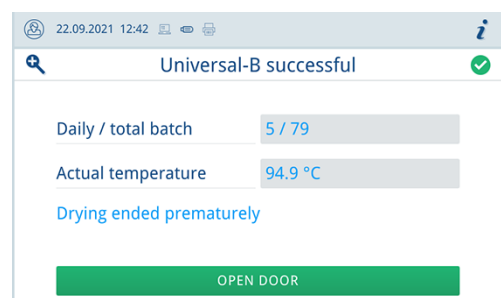 22.09.2021 12:42
i
Universal-B successful
Daily / total batch 5 / 79
Actual temperature 94.9 °C
Drying ended prematurely
OPEN DOOR